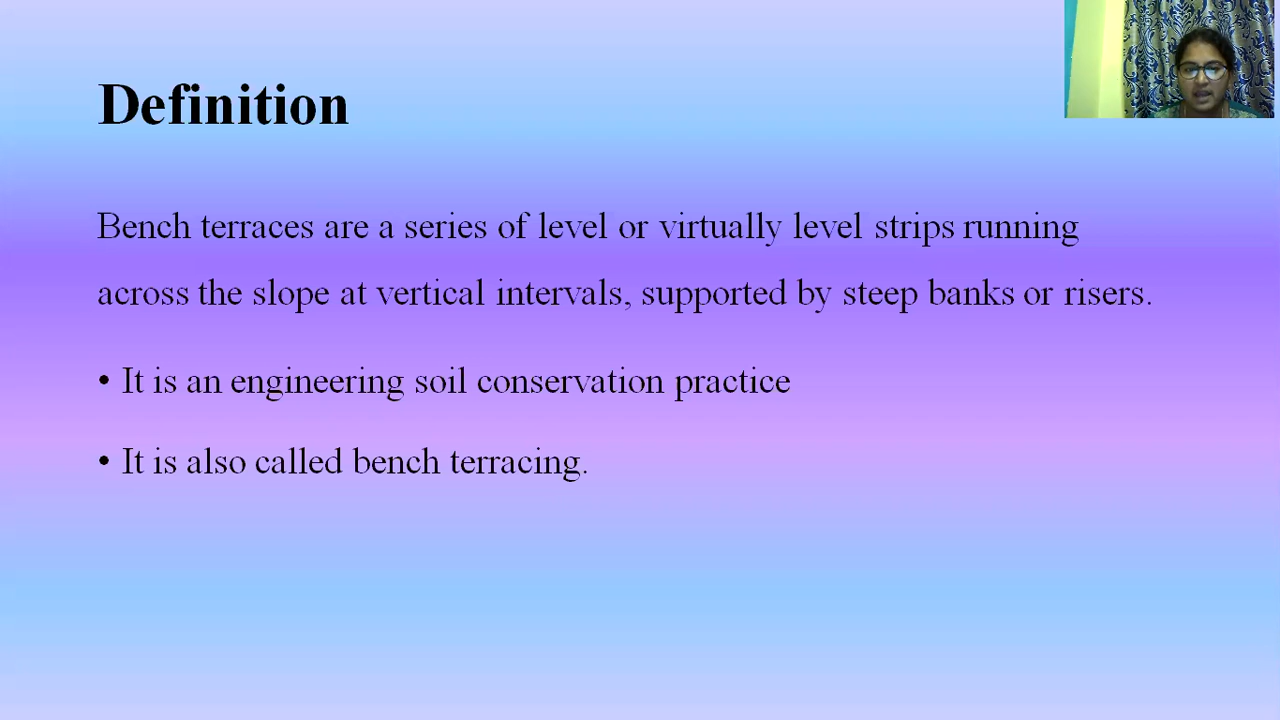 Definition
Bench terraces are a series of level or virtually level strips running
across the slope at vertical intervals, supported by steep banks or risers.
• It is an engineering soil conservation practice
• It is also called bench terracing.